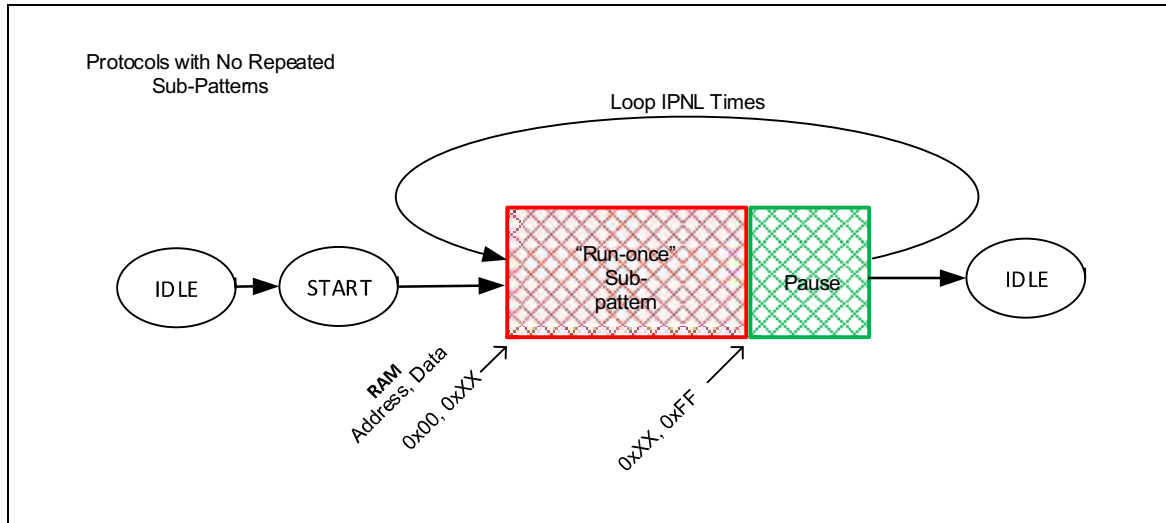 Protocols with No Repeated
Sub-Patterns
Loop IPNL Times
IDLE
START
“Run-once”
Sub-
pattern
Pause
IDLE
RAM
Address, Data
0x00, 0xXX
0xXX, 0xFF